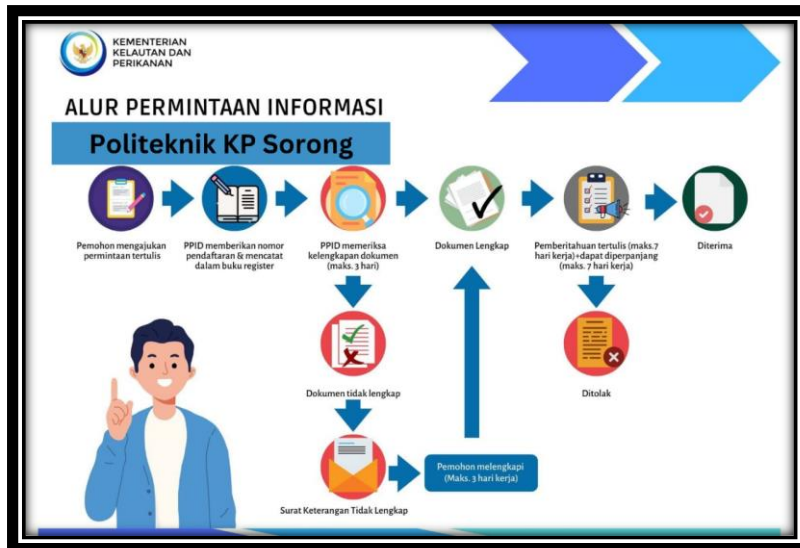 KEMENTERIAN
KELAUTAN DAN
PERIKANAN
ALUR PERMINTAAN INFORMASI
Politeknik KP Sorong
Pemohon mengajukan
permintaan tertulis
PPID memberikan nomor
pendaftaran & mencatat
dalam buku register
PPID memeriksa
kelengkapan dokumen
(maks. 3 hari)
Dokumen Lengkap
Pemberitahuan tertulis (maks.7
hari kerja)+dapat diperpanjang
(maks. 7 hari kerja)
Diterima
Dokumen tidak lengkap
Ditolak
Surat Keterangan Tidak Lengkap
Pemohon melengkapi
(Maks. 3 hari kerja)